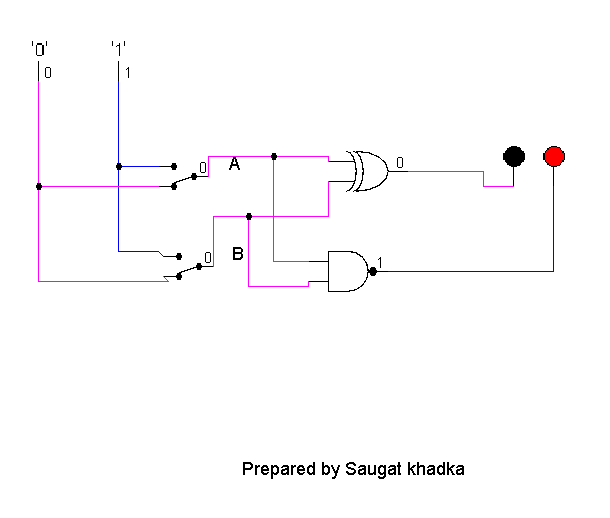 '0' '1'
0 1
0 A 0
0 B 1
Prepared by Saugat khadka